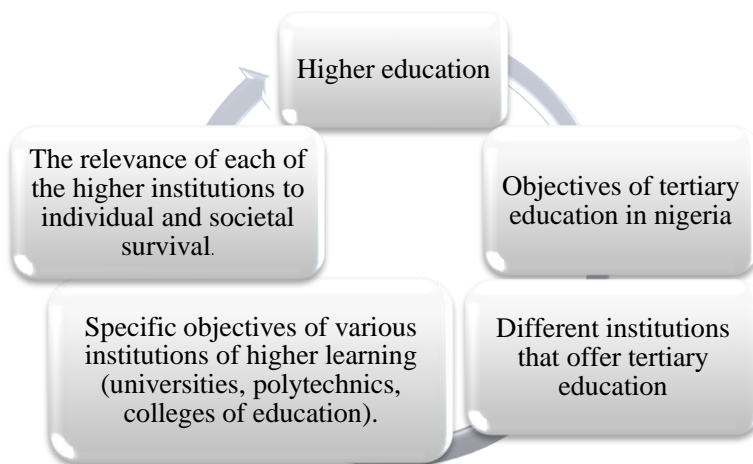 Higher education
Objectives of tertiary
education in nigeria
Different institutions
that offer tertiary
education
Specific objectives of various
institutions of higher learning
(universities, polytechnics,
colleges of education).
The relevance of each of
the higher institutions to
individual and societal
survival.